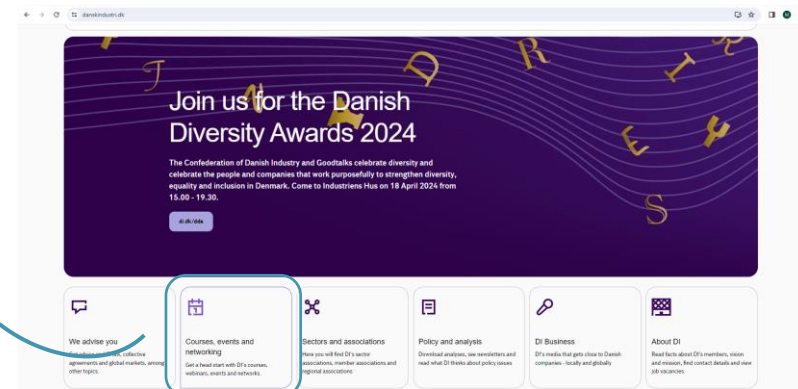 danskindustri.dk
Join us for the Danish
Diversity Awards 2024
The Confederation of Danish Industry and Goodtalks celebrate diversity and
celebrate the people and companies that work purposefully to strengthen diversity,
equality and inclusion in Denmark. Come to Industriens Hus on 18 April 2024 from
15.00 - 19.30.
di.dk/dda
We advise you
collective
agreements and global markets, among
other topics.
Courses, events and
networking
Get a head start with DI's courses,
webinars, events and networks.
Sectors and associations
Here you will find DI's sector
associations, member associations and
regional associations
Policy and analysis
Download analyses, see newsletters and
read what DI thinks about policy issues
DI Business
DI's media that gets close to Danish
companies - locally and globally
About DI
Read facts about DI's members, vision
and mission, find contact details and view
job vacancies.